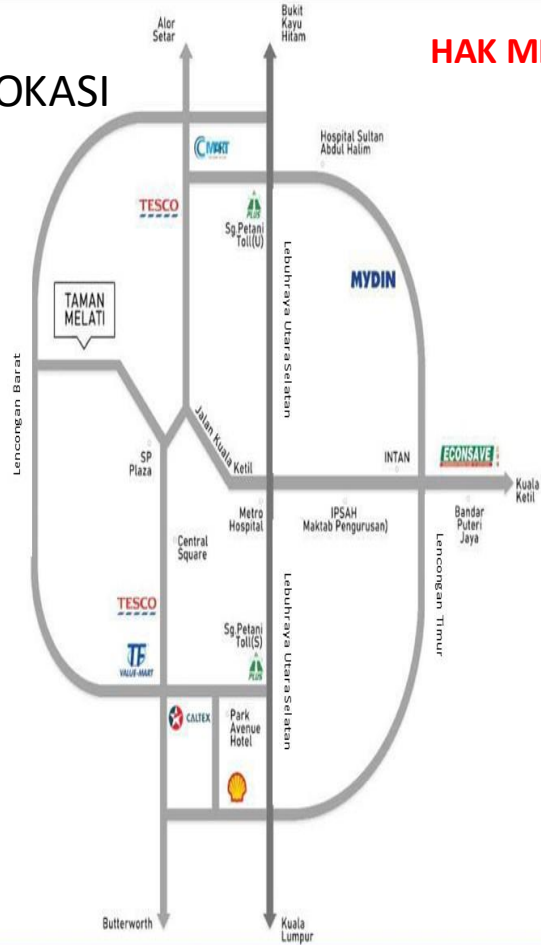 Alor
Setar
Bukit
Kayu
Hitam
HAK
OKASI
CMART
Hospital Sultan
Abdul Halim
TESCO
PLUS
Sg.Petani
Toll(U)
MYDIN
Lebuhraya Utara Selatan
TAMAN
MELATI
Lencongan Barat
Jalan Kuala Ketil
SP
Plaza
INTAN
ECONSAVE
Kuala
Ketil
Metro
Hospital
IPSAH
Maktab Pengurusan)
Bandar
Puteri
Jaya
Central
Square
Lencongan Timur
Lebuhraya Utara Selatan
TESCO
Sg.Petani
Toll(S)
PLUS
TF
VALUE-MART
CALTEX
Park
Avenue
Hotel
Butterworth
Kuala
Lumpur